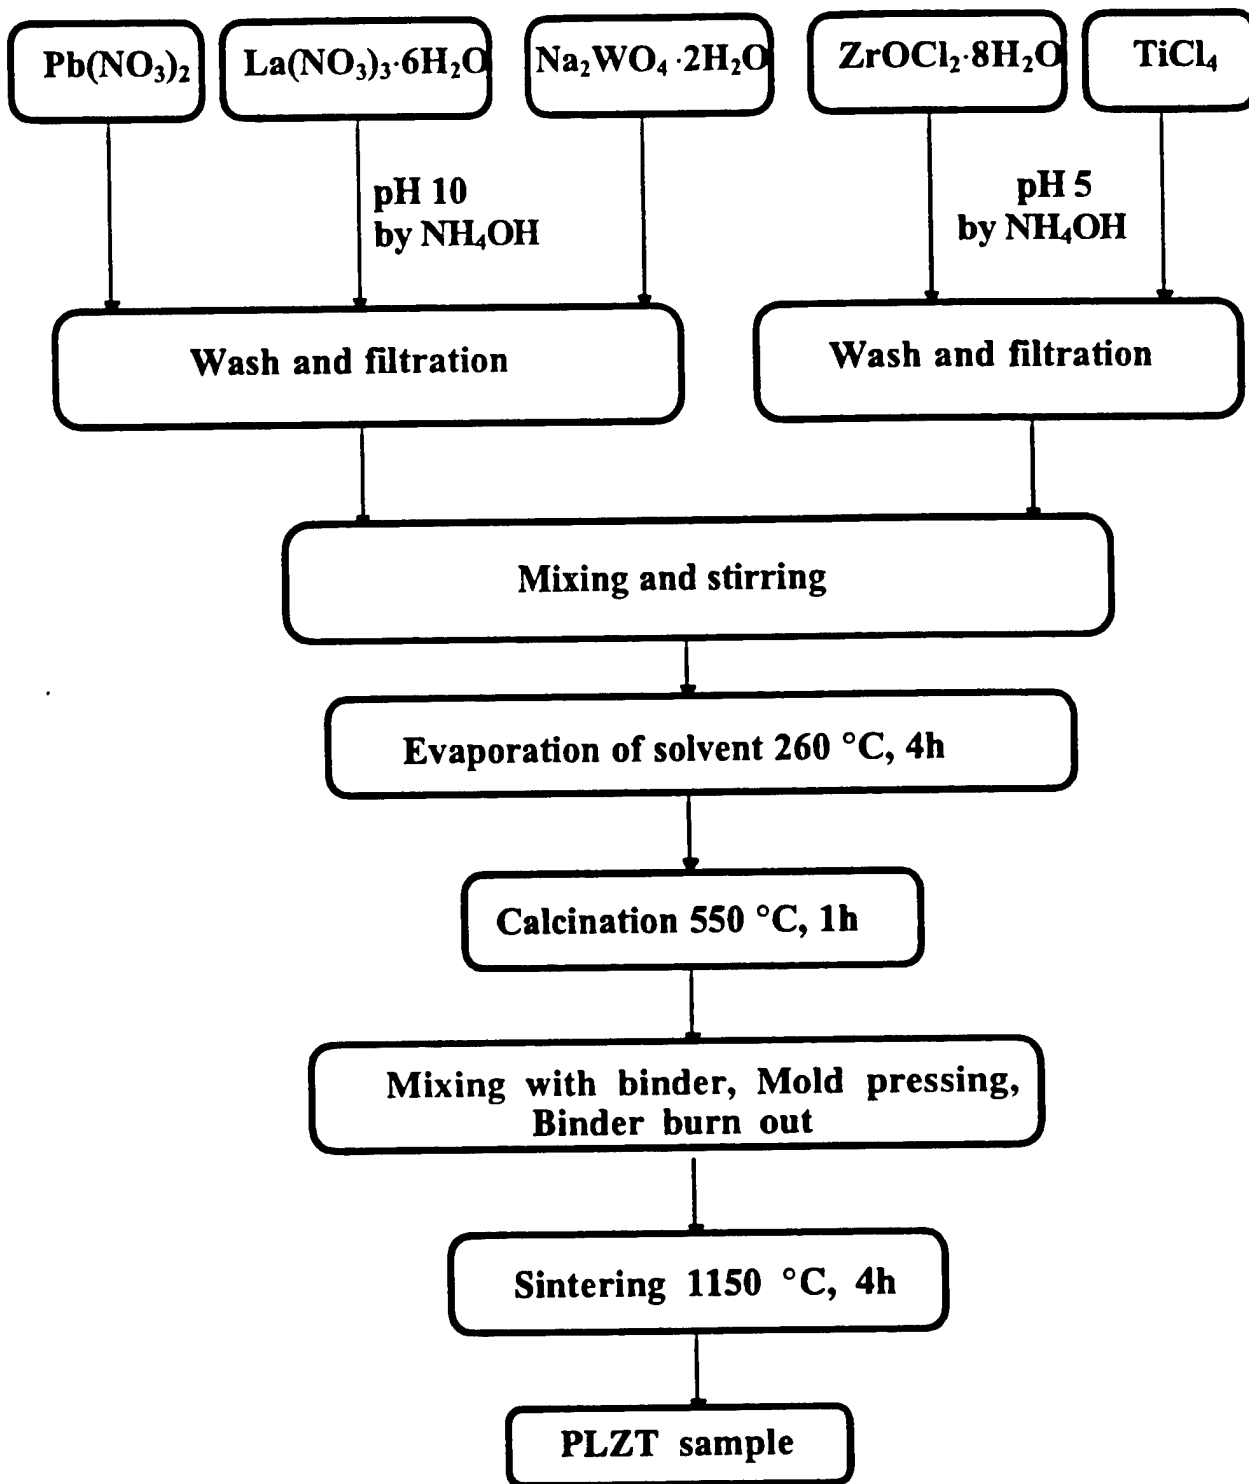 Pb(NO₃)₂ La(NO₃)₃·6H₂O Na₂WO₄·2H₂O ZrOCl₂·8H₂O TiCl₄
pH 10
by NH₄OH
pH 5
by NH₄OH
Wash and filtration
Wash and filtration
Mixing and stirring
Evaporation of solvent 260 °C, 4h
Calcination 550 °C, 1h
Mixing with binder, Mold pressing,
Binder burn out
Sintering 1150 °C, 4h
PLZT sample